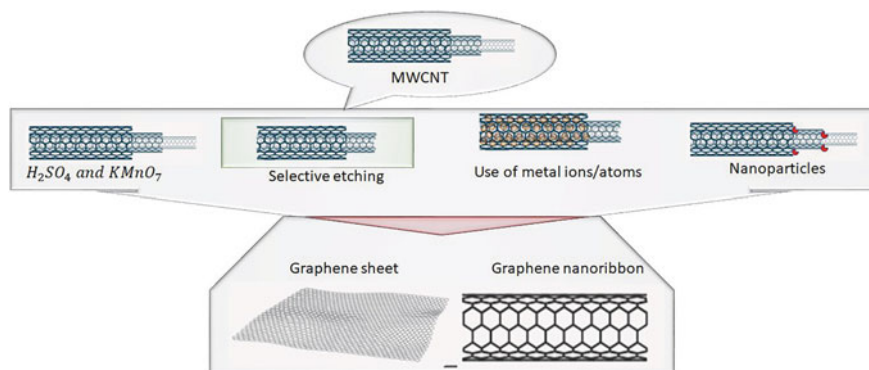 MWCNT
H₂SO₄ and KMnO₇
Selective etching
Use of metal ions/atoms
Nanoparticles
Graphene sheet
Graphene nanoribbon